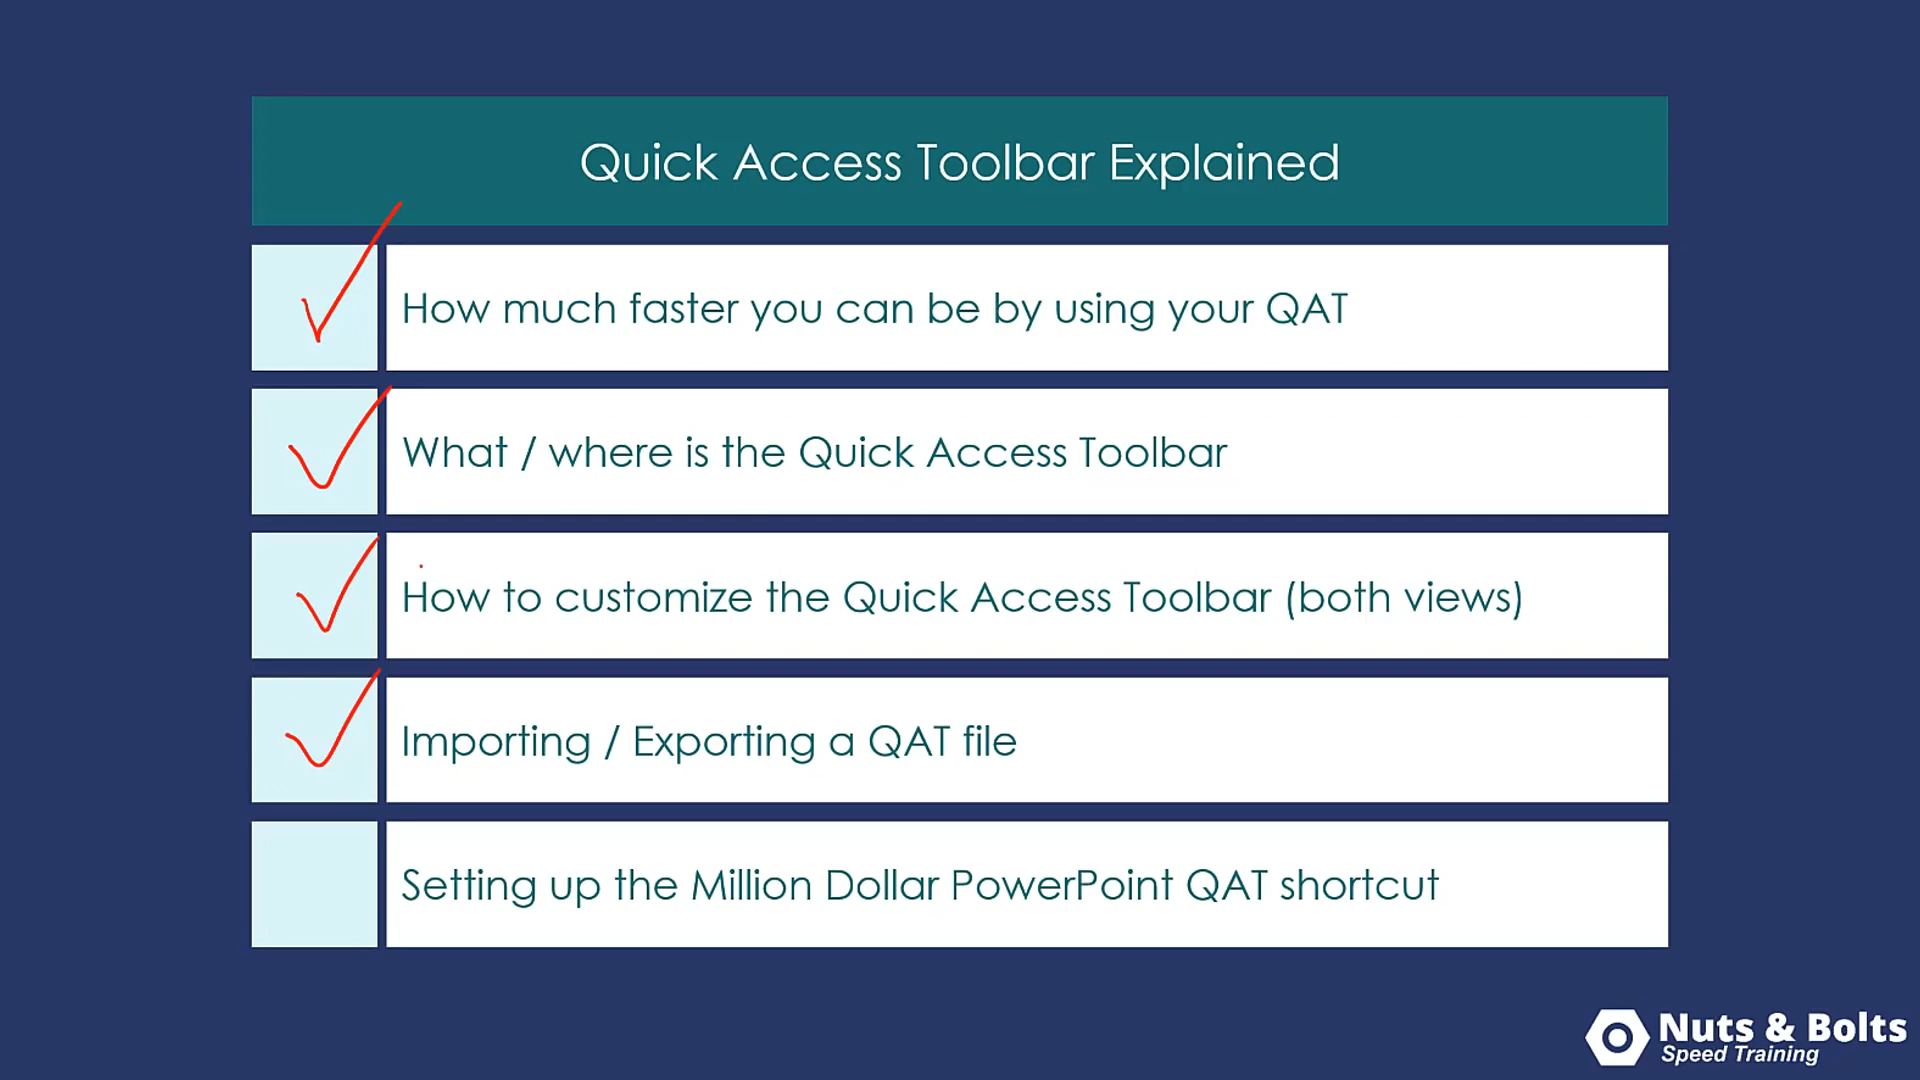 Quick Access Toolbar Explained
How much faster you can be by using your QAT
What / where is the Quick Access Toolbar
How to customize the Quick Access Toolbar (both views)
Importing / Exporting a QAT file
Setting up the Million Dollar PowerPoint QAT shortcut
Nuts & Bolts
Speed Training